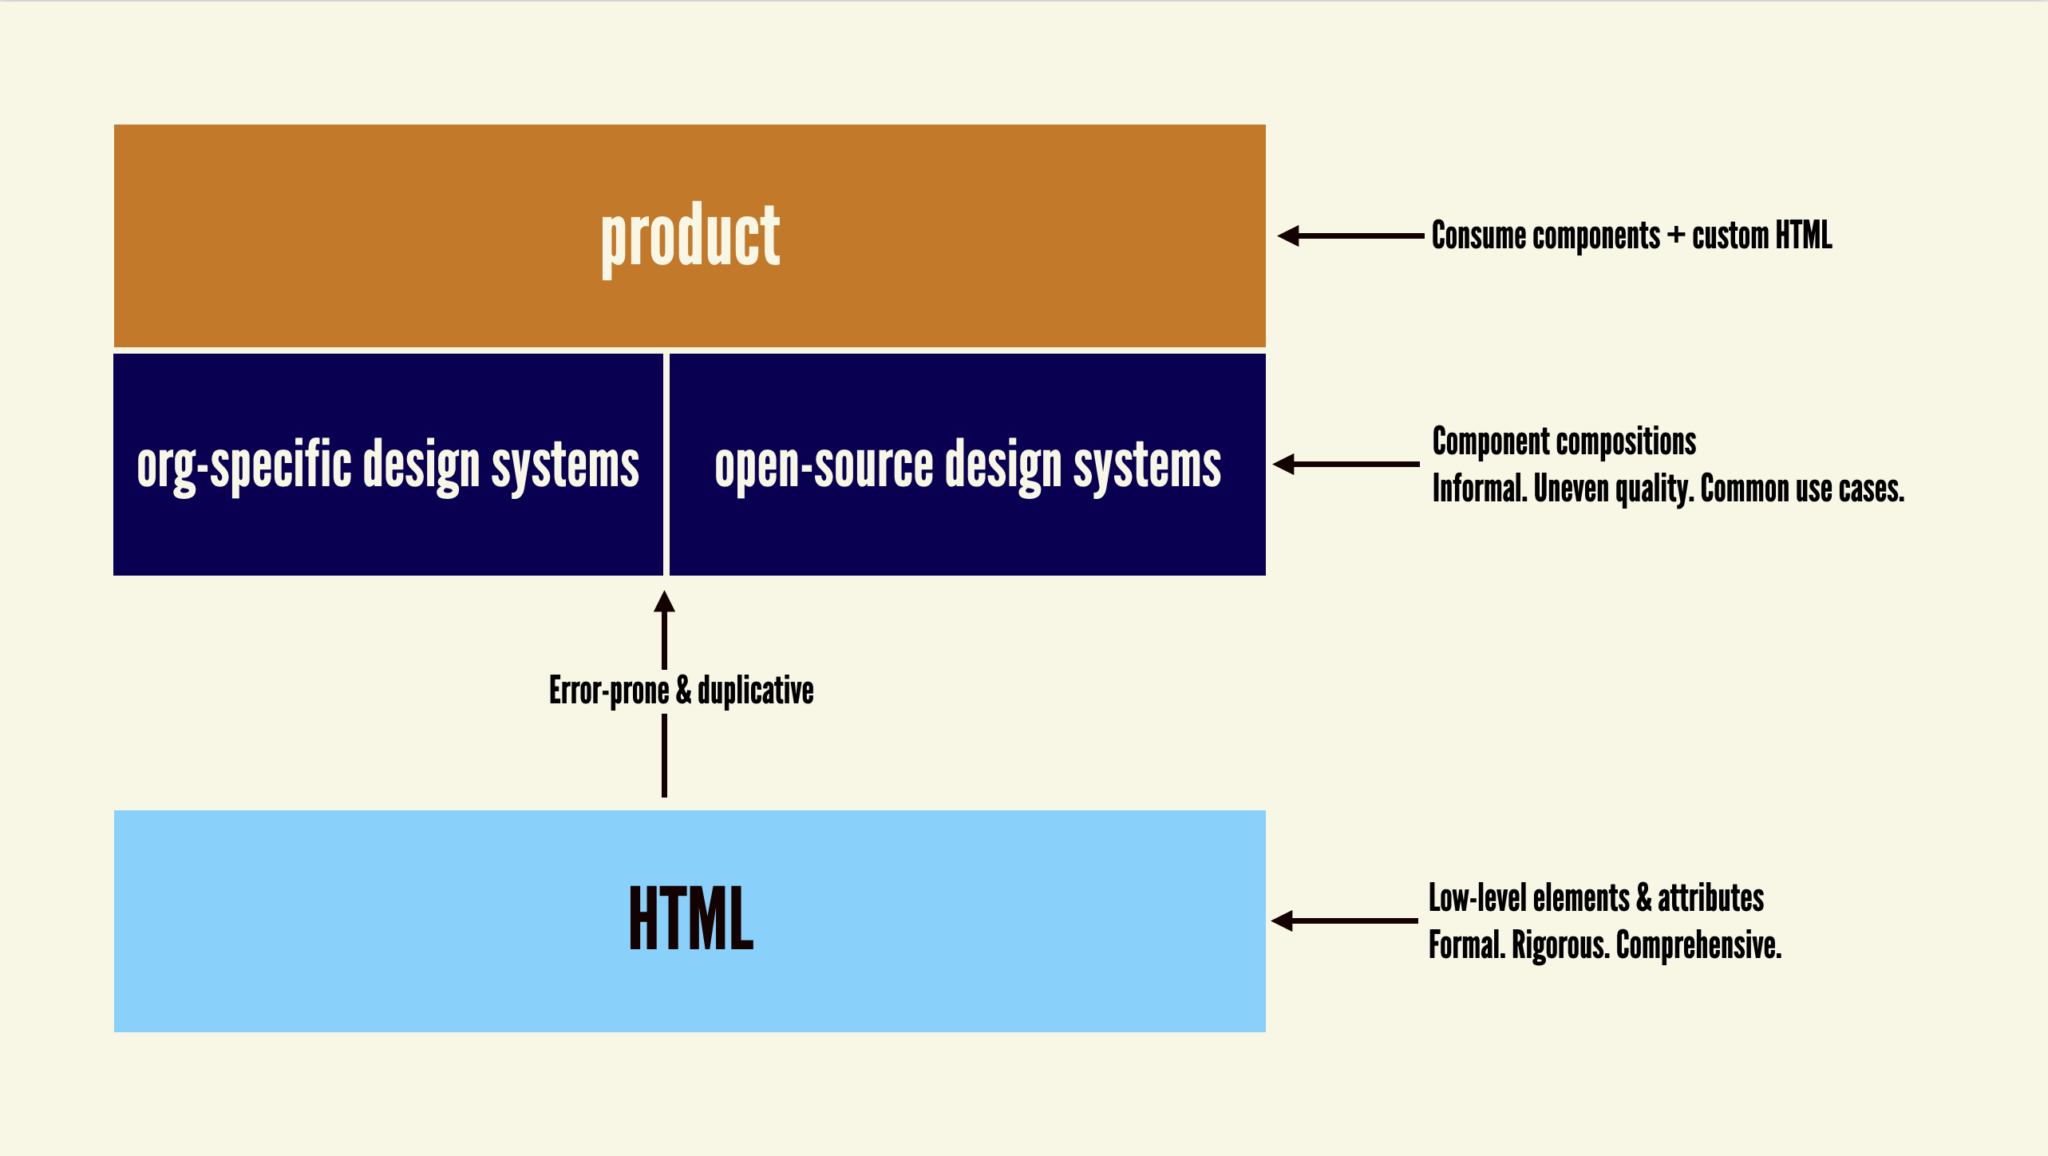 product
Consume components + custom HTML
org-specific design systems
open-source design systems
Component compositions
Informal. Uneven quality. Common use cases.
Error-prone & duplicative
HTML
Low-level elements & attributes
Formal. Rigorous. Comprehensive.